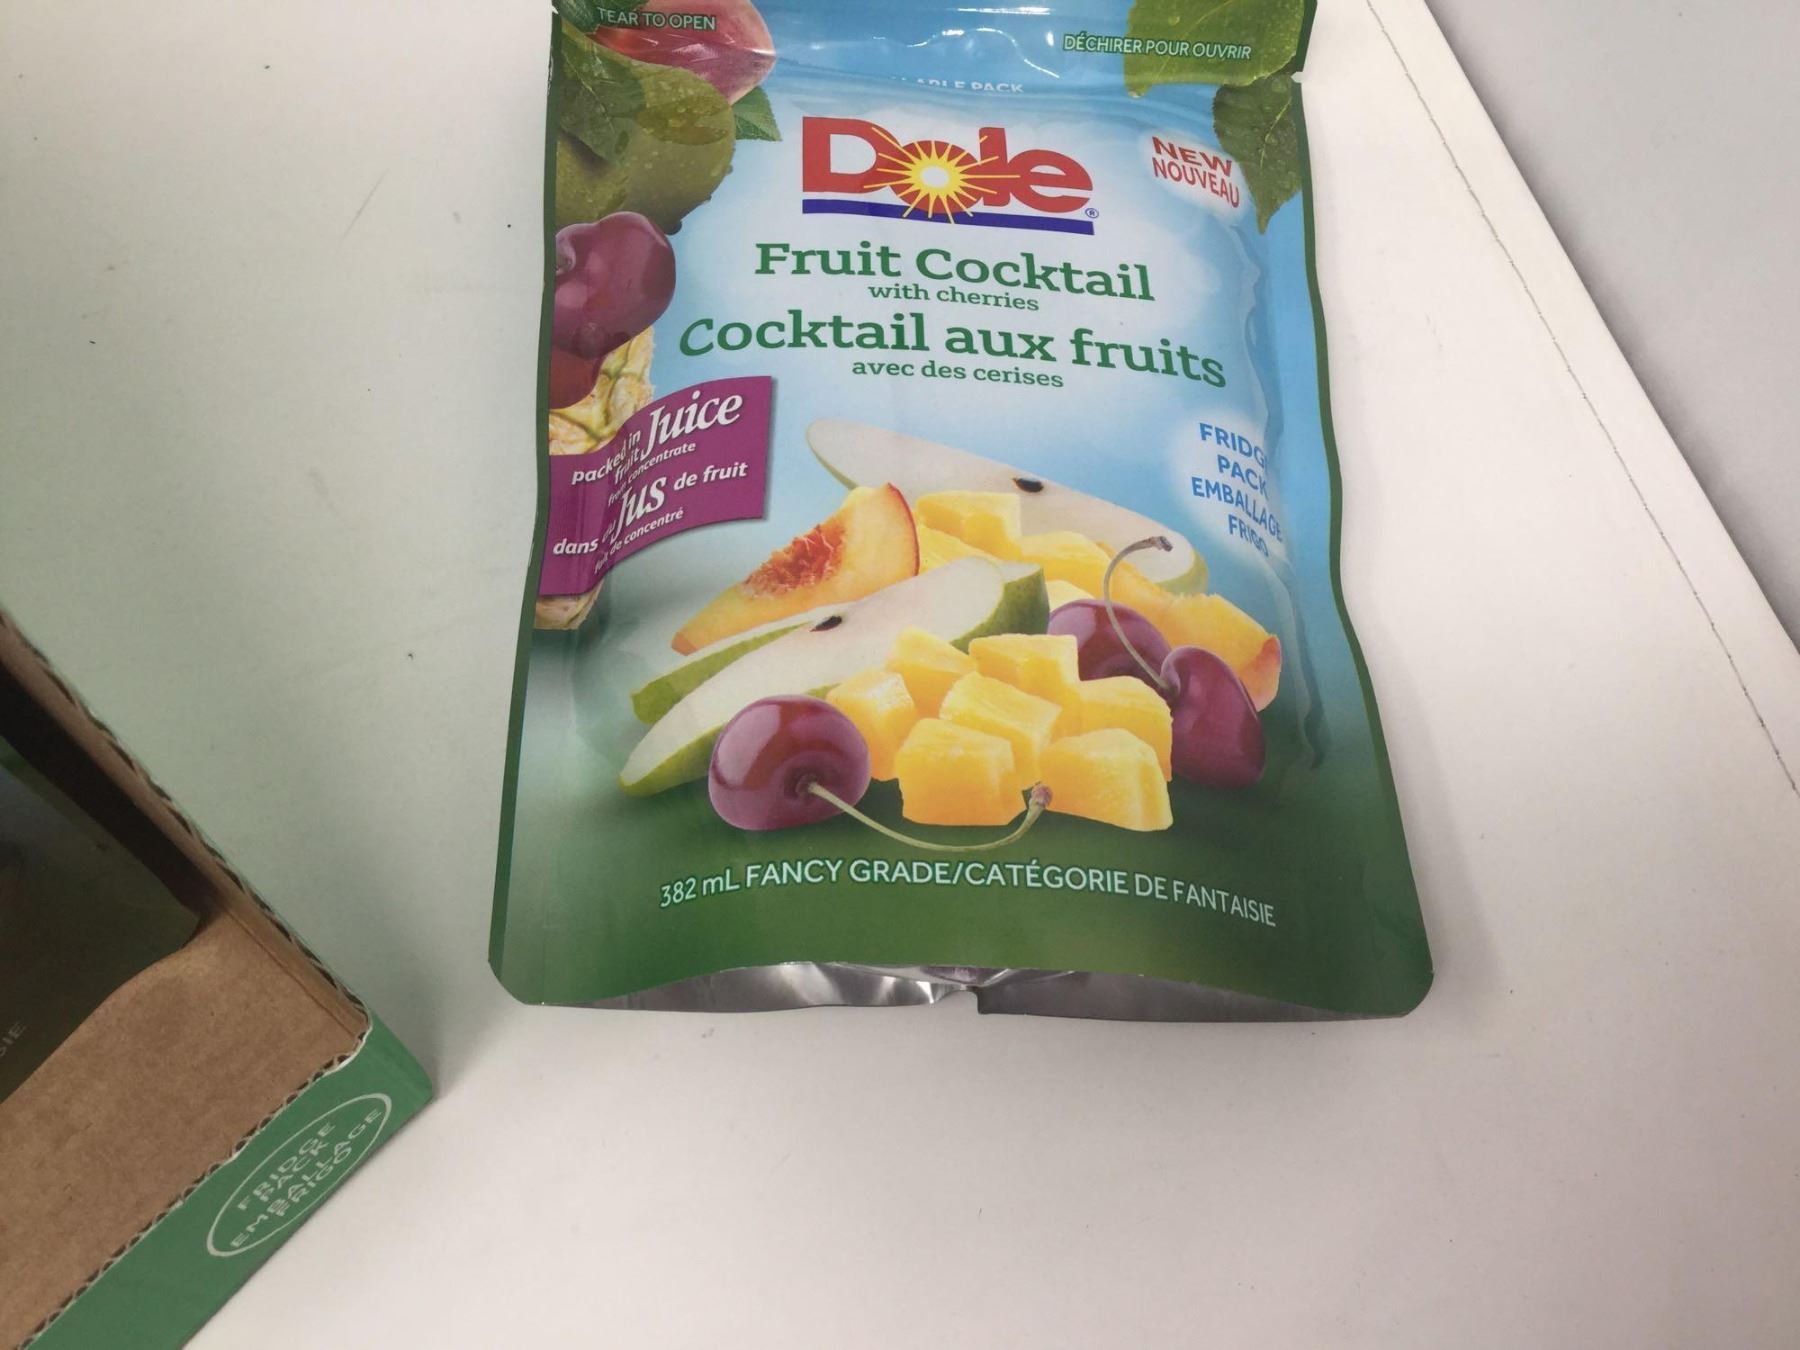 TEAR TO OPEN
DÉCHIRER POUR OUVRIR
PACK
Dole®
NEW
NOUVEAU
Fruit Cocktail
with cherries
Cocktail aux fruits
avec des cerises
packed in
fruit Juice
from concentrate
dans du Jus de fruit
fait de concentré
FRIDGE
PACK
EMBALLAGE
FRIGO
382 mL FANCY GRADE/CATÉGORIE DE FANTAISIE
FRIDGE
PACK
EMBALLAGE
FRIGO